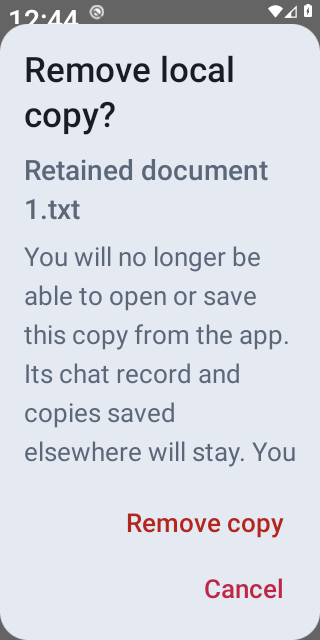 12:44
Remove local
copy?
Retained document
1.txt
You will no longer be
able to open or save
this copy from the app.
Its chat record and
copies saved
elsewhere will stay. You
Remove copy
Cancel